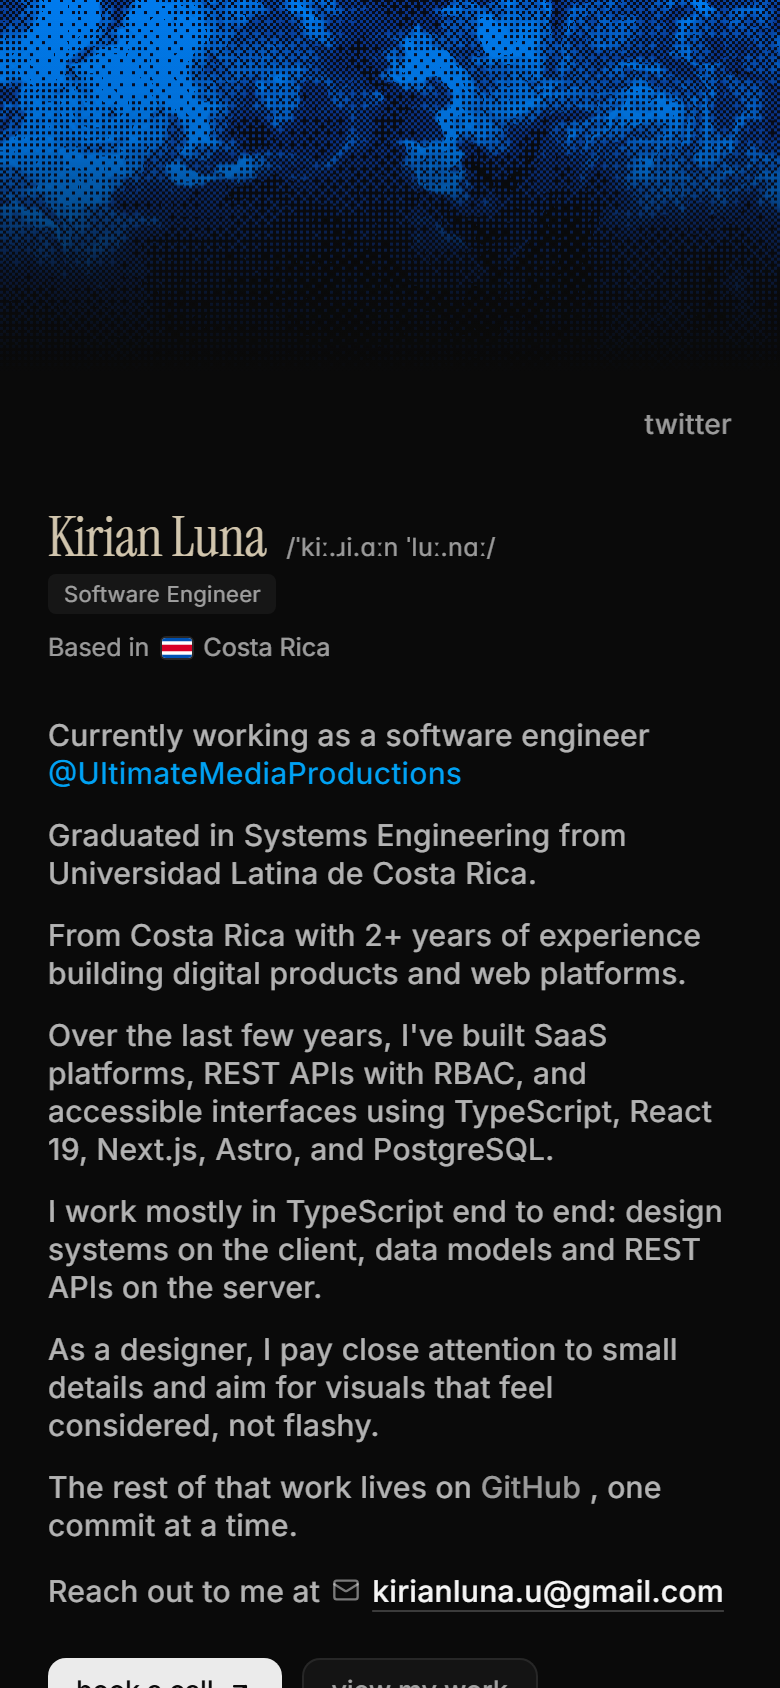 twitter
Kirian Luna /ˈkiː.ɹi.ɑːn ˈluː.nɑː/
Software Engineer
Based in Costa Rica
Currently working as a software engineer
@UltimateMediaProductions
Graduated in Systems Engineering from
Universidad Latina de Costa Rica.
From Costa Rica with 2+ years of experience
building digital products and web platforms.
Over the last few years, I've built SaaS
platforms, REST APIs with RBAC, and
accessible interfaces using TypeScript, React
19, Next.js, Astro, and PostgreSQL.
I work mostly in TypeScript end to end: design
systems on the client, data models and REST
APIs on the server.
As a designer, I pay close attention to small
details and aim for visuals that feel
considered, not flashy.
The rest of that work lives on GitHub , one
commit at a time.
Reach out to me at kirianluna.u@gmail.com
book a call view my work